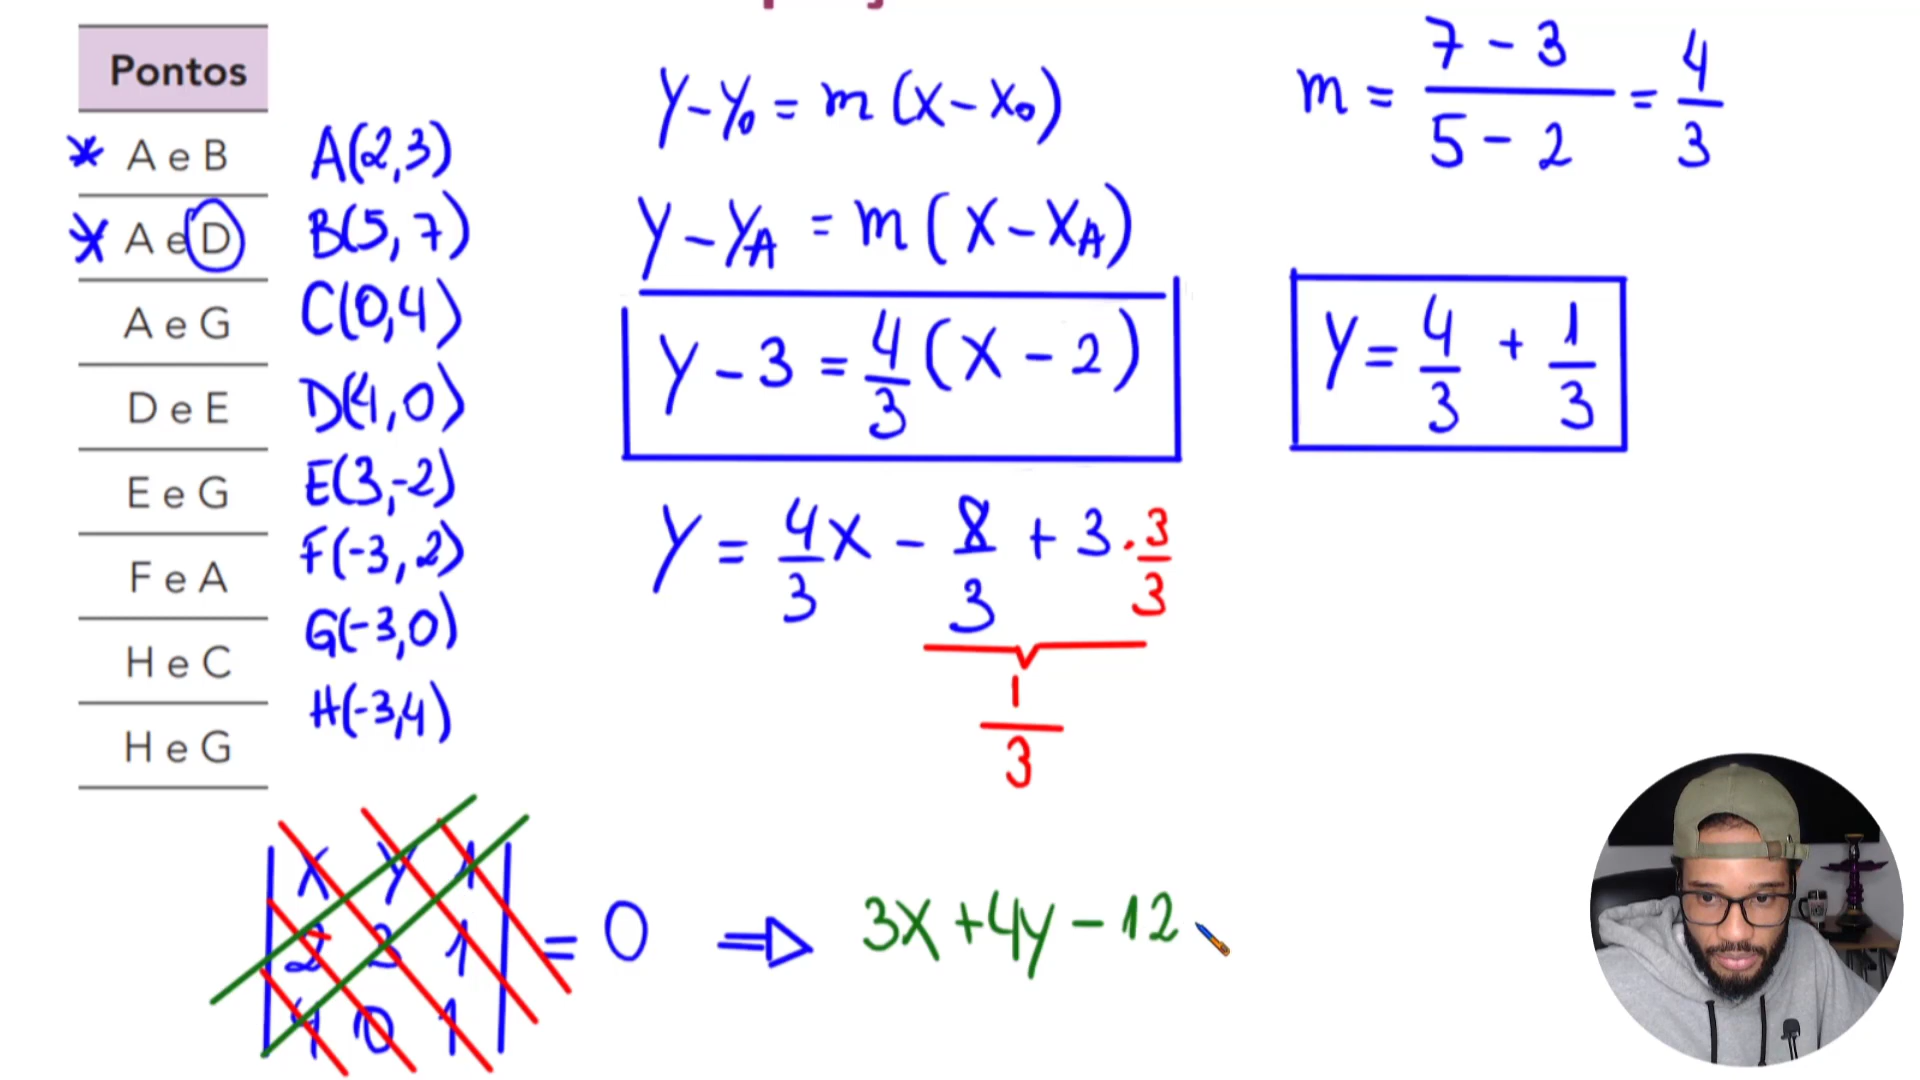 Pontos
* A e B
* A e D
A e G
D e E
E e G
F e A
H e C
H e G
A(2,3)
B(5,7)
C(0,4)
D(4,0)
E(3,-2)
F(-3,2)
G(-3,0)
H(-3,4)
y - y₀ = m (x - x₀)
y - yA = m (x - xA)
y - 3 = 4/3 (x - 2)
y = 4/3 x - 8/3 + 3 · 3/3
1/3
m = (7 - 3)/(5 - 2) = 4/3
y = 4/3 + 1/3
| x y 1 |
| 2 3 1 | = 0 ⇒ 3x + 4y - 12
| 4 0 1 |